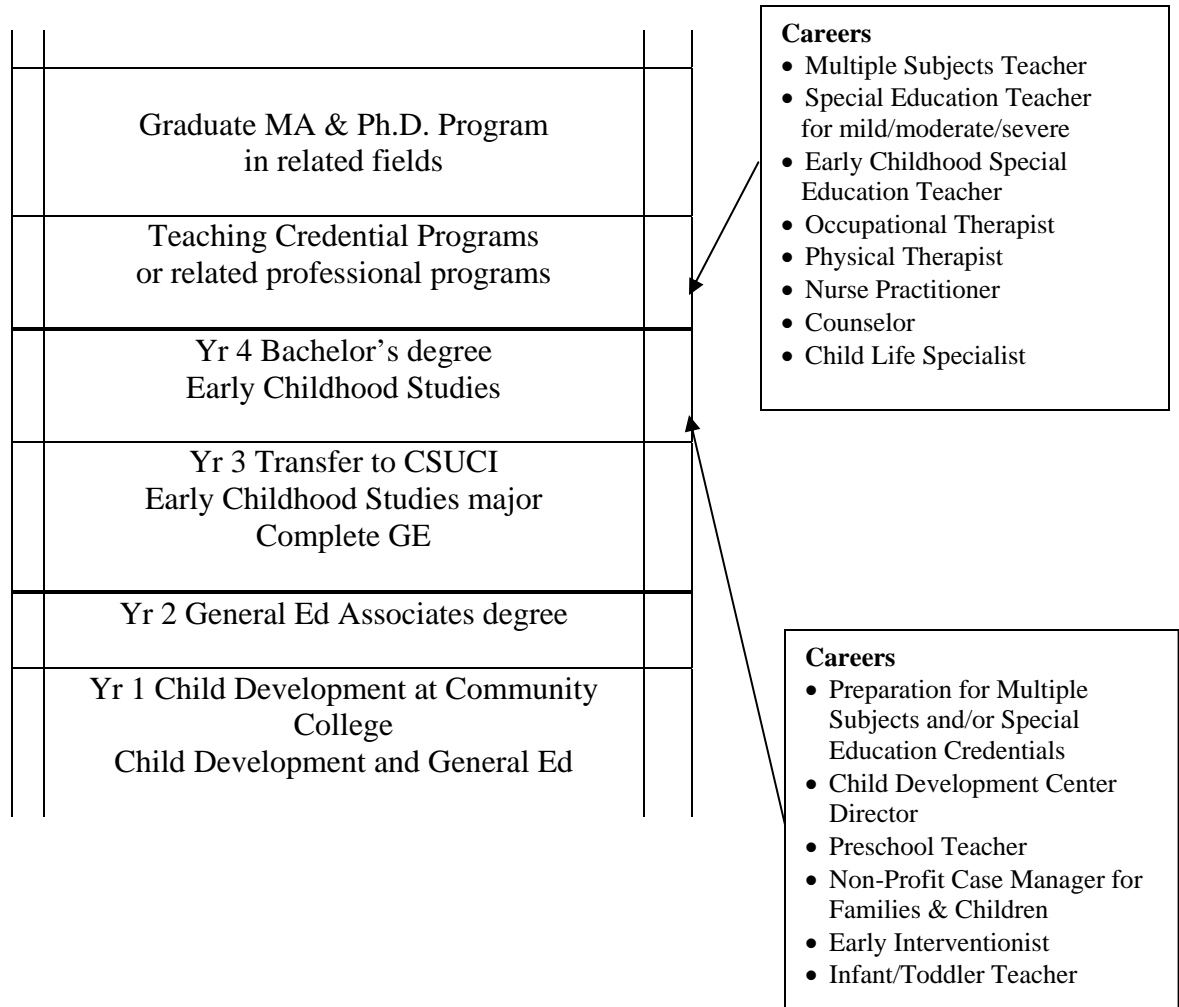 Graduate MA & Ph.D. Program
in related fields
Teaching Credential Programs
or related professional programs
Yr 4 Bachelor’s degree
Early Childhood Studies
Yr 3 Transfer to CSUCI
Early Childhood Studies major
Complete GE
Yr 2 General Ed Associates degree
Yr 1 Child Development at Community
College
Child Development and General Ed
Careers
• Multiple Subjects Teacher
• Special Education Teacher
for mild/moderate/severe
• Early Childhood Special
Education Teacher
• Occupational Therapist
• Physical Therapist
• Nurse Practitioner
• Counselor
• Child Life Specialist
Careers
• Preparation for Multiple
Subjects and/or Special
Education Credentials
• Child Development Center
Director
• Preschool Teacher
• Non-Profit Case Manager for
Families & Children
• Early Interventionist
• Infant/Toddler Teacher